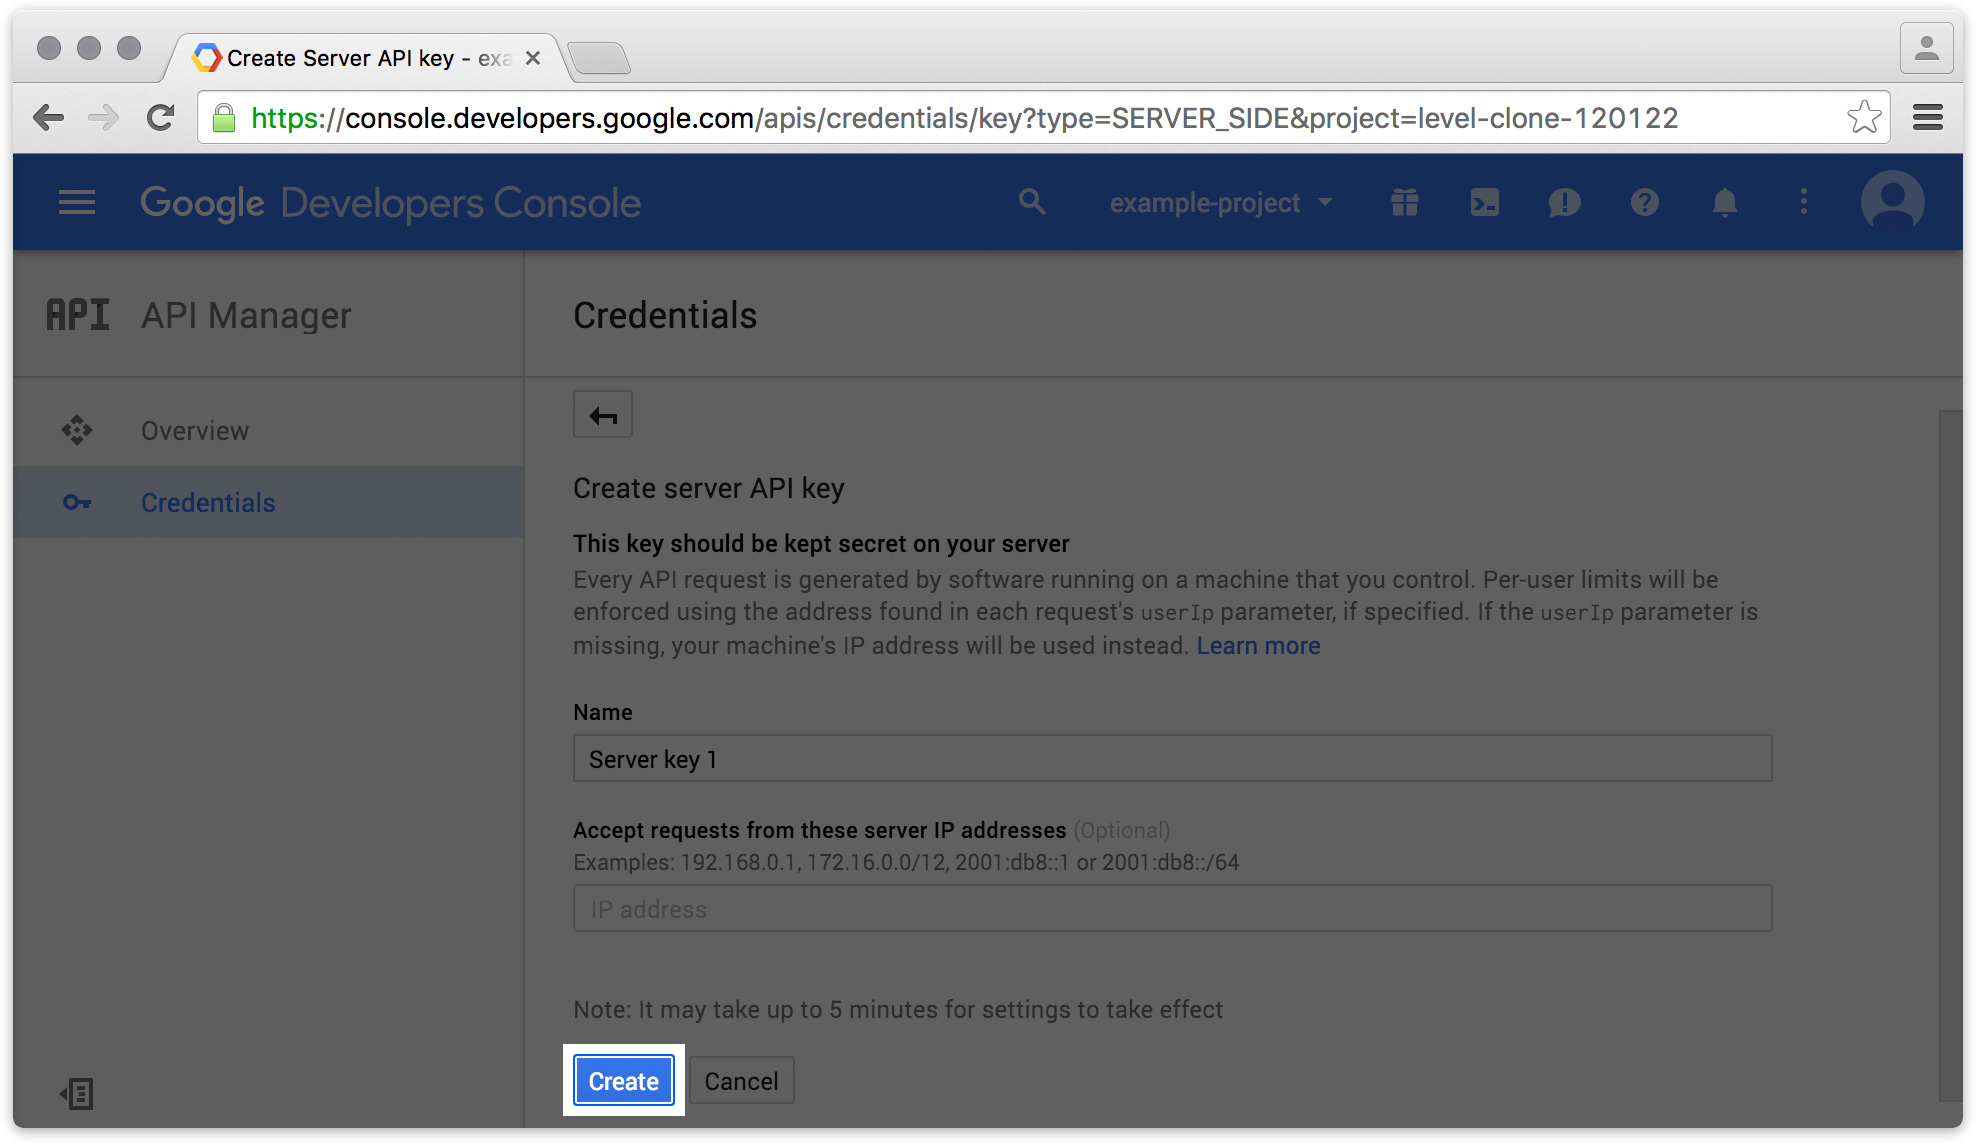 Create Server API key - exa
https://console.developers.google.com/apis/credentials/key?type=SERVER_SIDE&project=level-clone-120122
Google Developers Console
example-project
API API Manager
Credentials
Overview
Credentials
Create server API key
This key should be kept secret on your server
Every API request is generated by software running on a machine that you control. Per-user limits will be
enforced using the address found in each request's userIp parameter, if specified. If the userIp parameter is
missing, your machine's IP address will be used instead. Learn more
Name
Server key 1
Accept requests from these server IP addresses (Optional)
Examples: 192.168.0.1, 172.16.0.0/12, 2001:db8::1 or 2001:db8::/64
IP address
Note: It may take up to 5 minutes for settings to take effect
Create Cancel